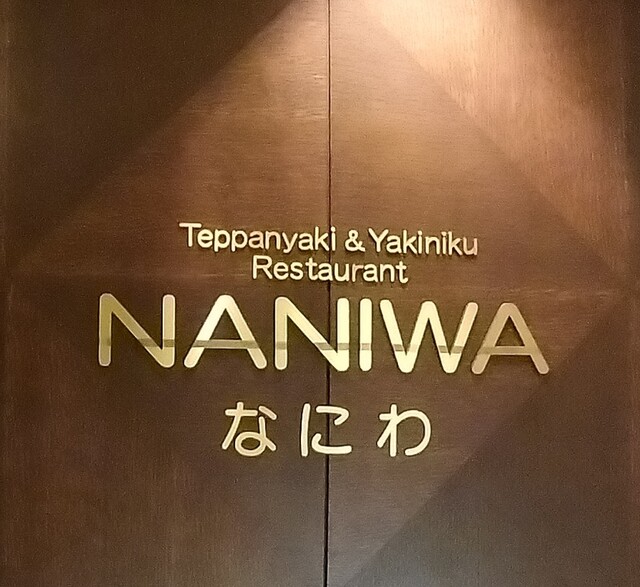 Teppanyaki & Yakiniku
Restaurant
NANIWA
なにわ